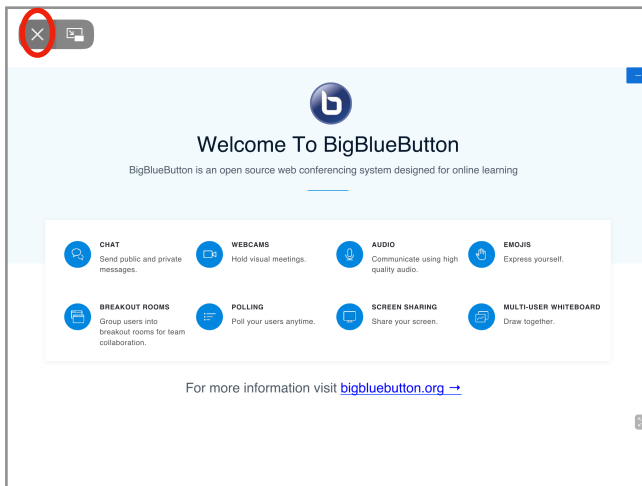 Welcome To BigBlueButton
BigBlueButton is an open source web conferencing system designed for online learning
CHAT
Send public and private
messages.
WEBCAMS
Hold visual meetings.
AUDIO
Communicate using high
quality audio.
EMOJIS
Express yourself.
BREAKOUT ROOMS
Group users into
breakout rooms for team
collaboration.
POLLING
Poll your users anytime.
SCREEN SHARING
Share your screen.
MULTI-USER WHITEBOARD
Draw together.
For more information visit bigbluebutton.org →